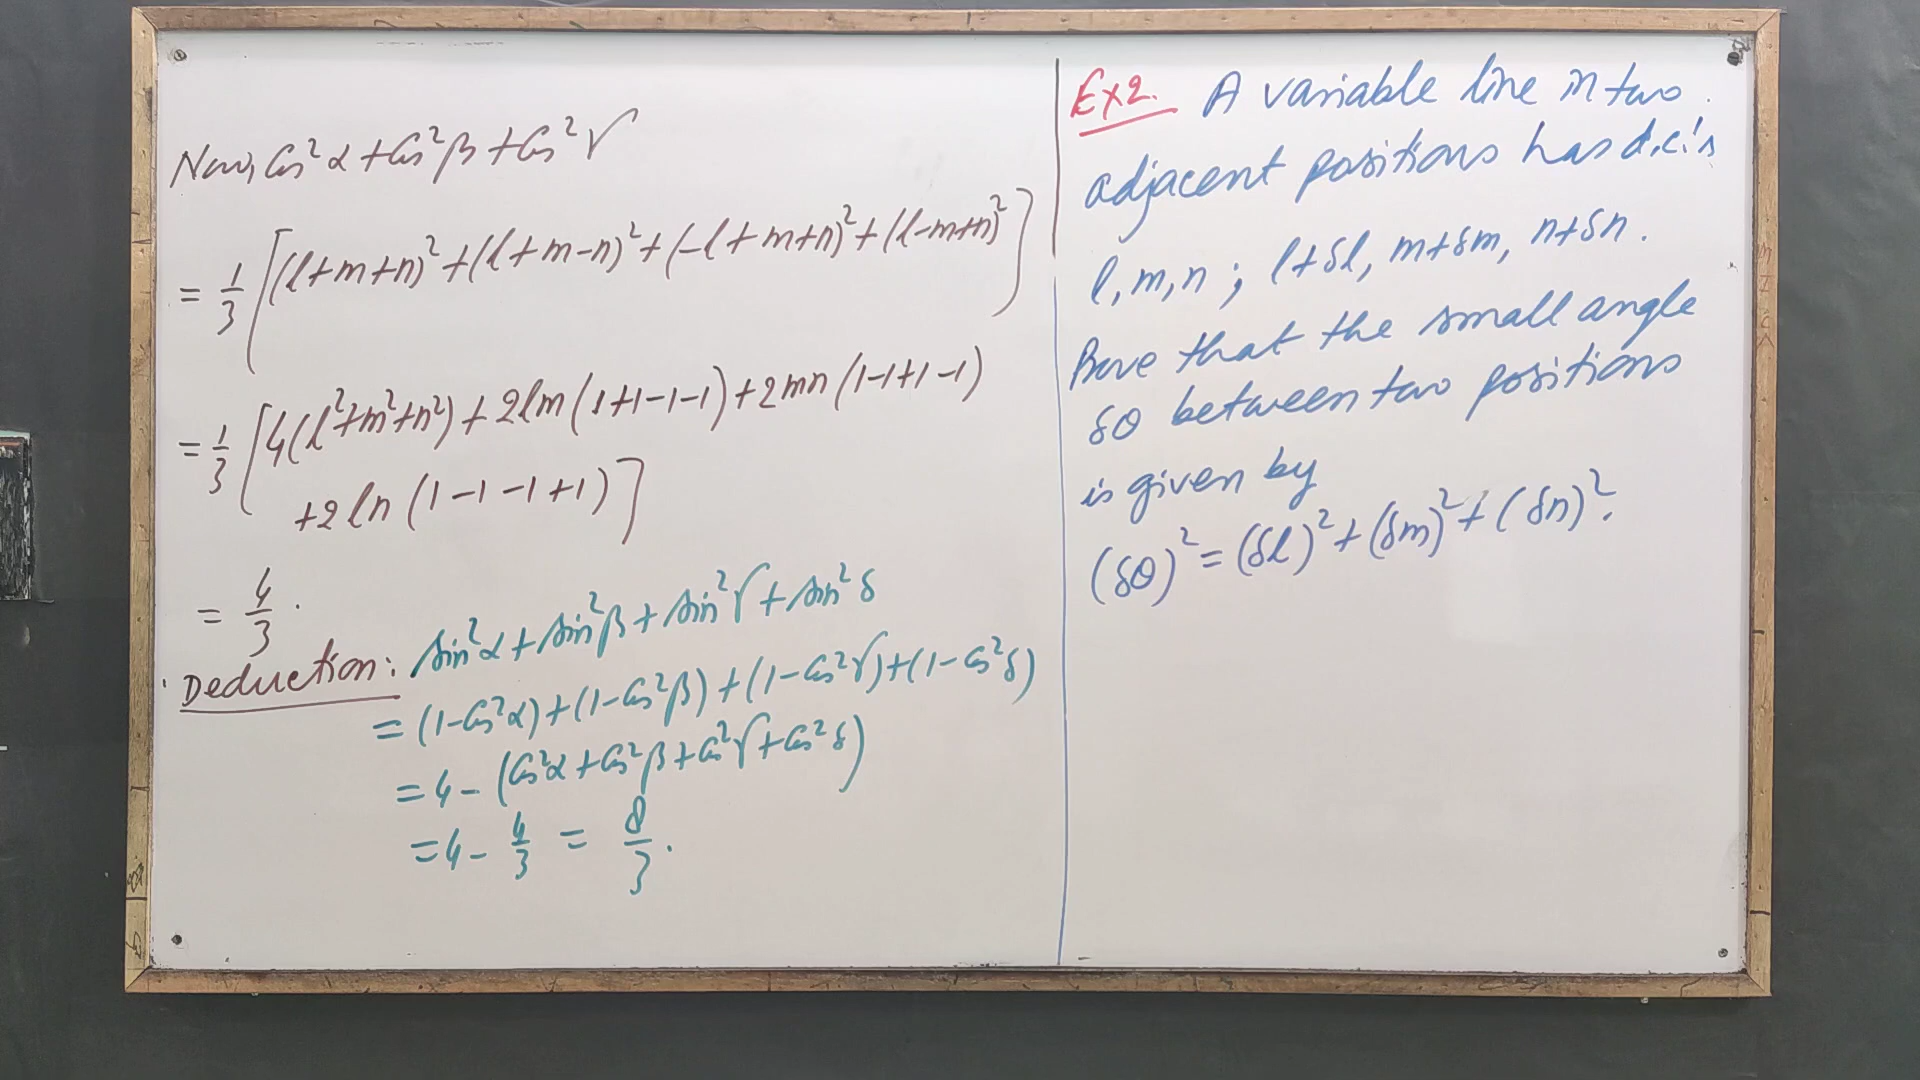 Now, Cos²α + Cos²β + Cos²γ
= 1/3 [(l+m+n)² + (l+m-n)² + (-l+m+n)² + (l-m+n)²]
= 1/3 [4(l²+m²+n²) + 2lm(1+1-1-1) + 2mn(1-1+1-1)
+2ln(1-1-1+1)]
= 4/3 .
Deduction: sin²α + sin²β + sin²γ + sin²δ
= (1-Cos²α)+(1-Cos²β)+(1-Cos²γ)+(1-Cos²δ)
= 4 - (Cos²α + Cos²β + Cos²γ + Cos²δ)
= 4 - 4/3 = 8/3 .
Ex2. A variable line in two
adjacent positions has d.c.'s
l, m, n ; l+δl, m+δm, n+δn.
Prove that the small angle
δθ between two positions
is given by
(δθ)² = (δl)² + (δm)² + (δn)².